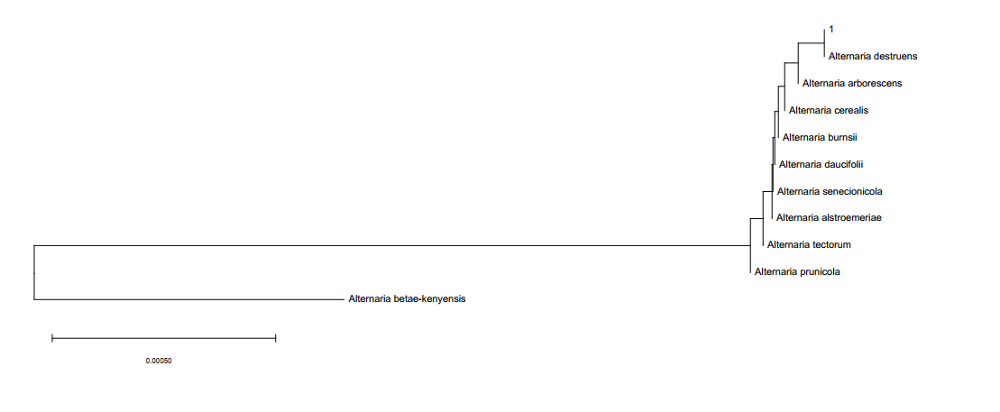 1
Alternaria destruens
Alternaria arborescens
Alternaria cerealis
Alternaria burnsii
Alternaria daucifolii
Alternaria senecionicola
Alternaria alstroemeriae
Alternaria tectorum
Alternaria prunicola
Alternaria betae-kenyensis
0.00050